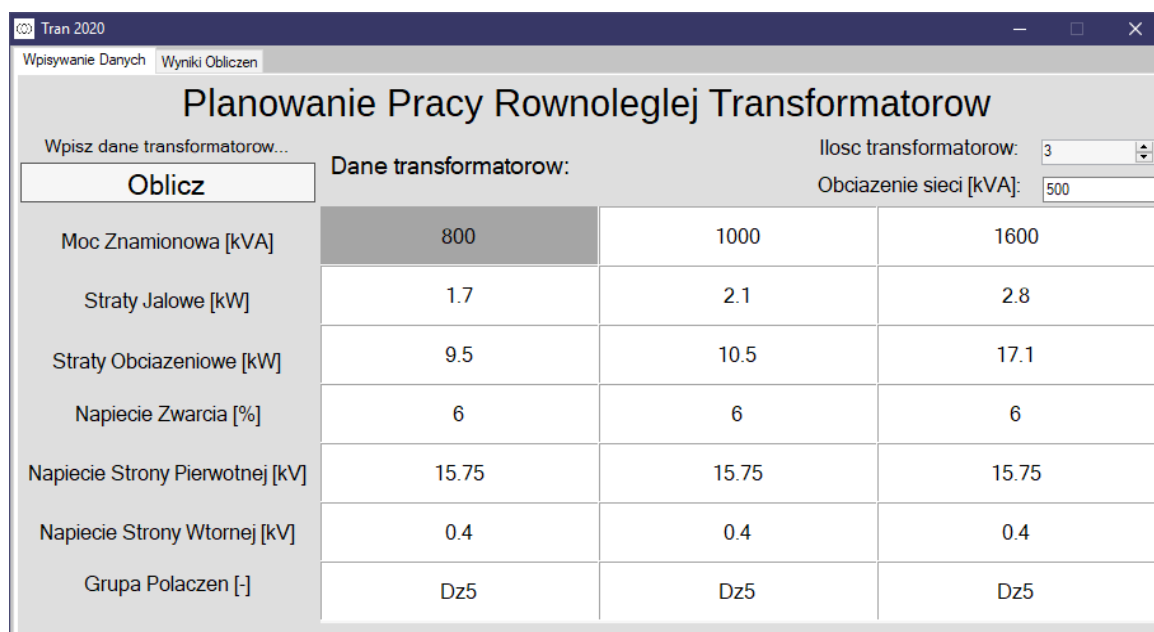 Tran 2020
Wpisywanie Danych Wyniki Obliczen
Planowanie Pracy Rownoleglej Transformatorow
Wpisz dane transformatorow...
Oblicz
Dane transformatorow:
Ilosc transformatorow: 3
Obciazenie sieci [kVA]: 500
Moc Znamionowa [kVA] 800 1000 1600
Straty Jalowe [kW] 1.7 2.1 2.8
Straty Obciazeniowe [kW] 9.5 10.5 17.1
Napiecie Zwarcia [%] 6 6 6
Napiecie Strony Pierwotnej [kV] 15.75 15.75 15.75
Napiecie Strony Wtornej [kV] 0.4 0.4 0.4
Grupa Polaczen [-] Dz5 Dz5 Dz5